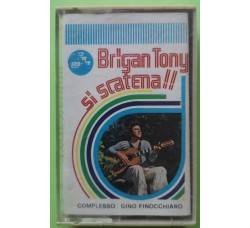 Brigan Tony
si scatena!!
COMPLESSO: GINO FINOCCHIARO